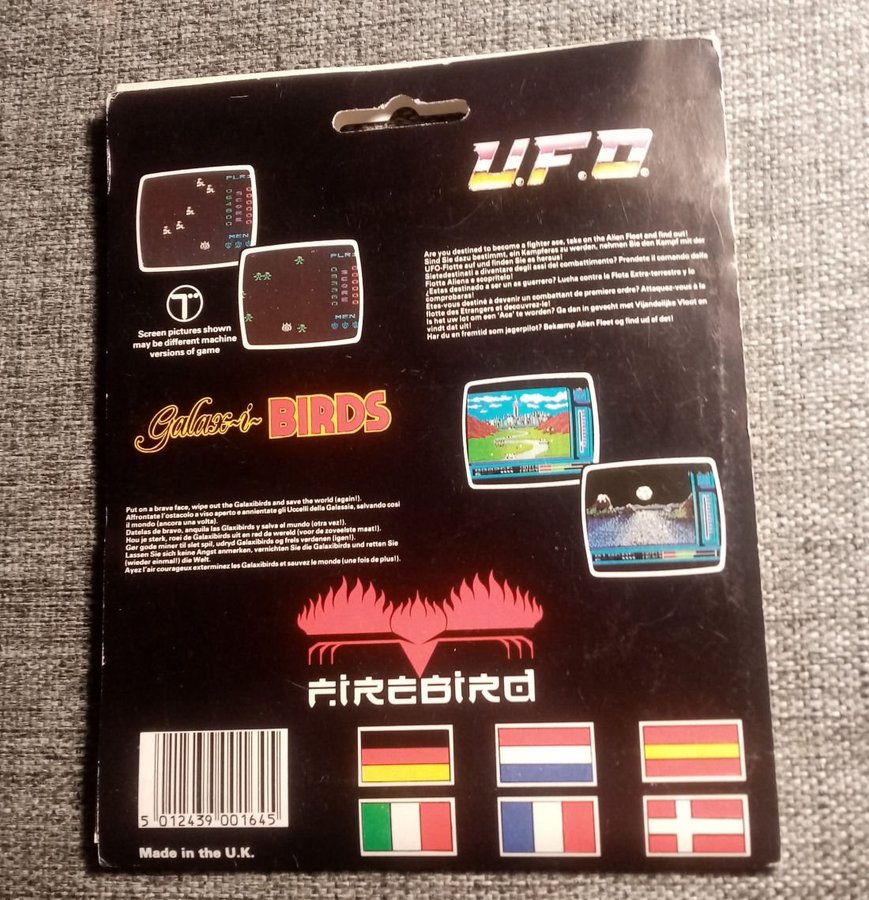 U.F.O.
Are you destined to become a fighter ace, take on the Alien Fleet and find out!
Sind Sie dazu bestimmt, ein Kampferes zu werden, nehmen Sie den Kampf mit der
UFO-Flotte auf und finden Sie es heraus!
Sietedestinati a diventare degli assi del combattimento? Prendete il comando della
Flotta Aliena e scopritelo!
¿Estas destinado a ser un as guerrero? Lucha contra la Flota Extra-terrestre y lo
comprobaras!
Etes-vous destiné à devenir un combattant de premiere ordre? Attaquez-vous à la
flotte des Etrangers et decouvrez-le!
Is het uw lot om een 'Ace' te worden? Ga dan in gevecht met Vijandelijke Vloot en
vindt dat uit!
Har du en fremtid som jagerpilot? Bekæmp Alien Fleet og find ud af det!
PLR1
SCORE
MEN
PLR1
SCORE
MEN
Screen pictures shown
may be different machine
versions of game
Galax-i- BIRDS
Put on a brave face, wipe out the Galaxibirds and save the world (again!).
Affrontate l'ostacolo a viso aperto e annientate gli Uccelli della Galassia, salvando cosi
il mondo (ancora una volta).
Datelas de bravo, anquila las Glaxibirds y salva el mundo (otra vez!).
Hou je sterk, roei de Galaxibirds uit en red de wereld (voor de zoveelste maal!).
Gør gode miner til slet spil, udryd Galaxibirds og frels verdenen (igen!).
Lassen Sie sich keine Angst anmerken, vernichten Sie die Galaxibirds und retten Sie
(wieder einmal!) die Welt.
Ayez l'air courageux exterminez les Galaxibirds et sauvez le monde (une fois de plus!).
FIREBIRD
5 012439 001645
Made in the U.K.